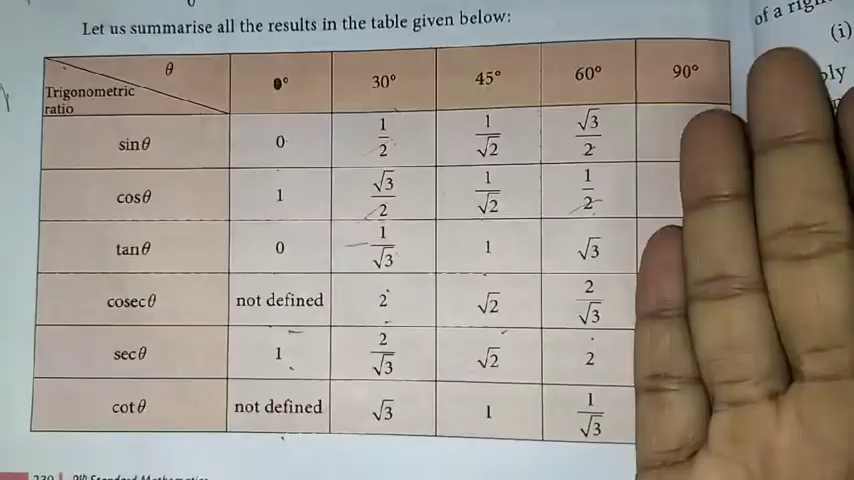 Let us summarise all the results in the table given below:
θ
Trigonometric
ratio
0° 30° 45° 60° 90°
sinθ 0 1/2 1/√2 √3/2
cosθ 1 √3/2 1/√2 1/2
tanθ 0 1/√3 1 √3
cosecθ not defined 2 √2 2/√3
secθ 1 2/√3 √2 2
cotθ not defined √3 1 1/√3
of a
(i)